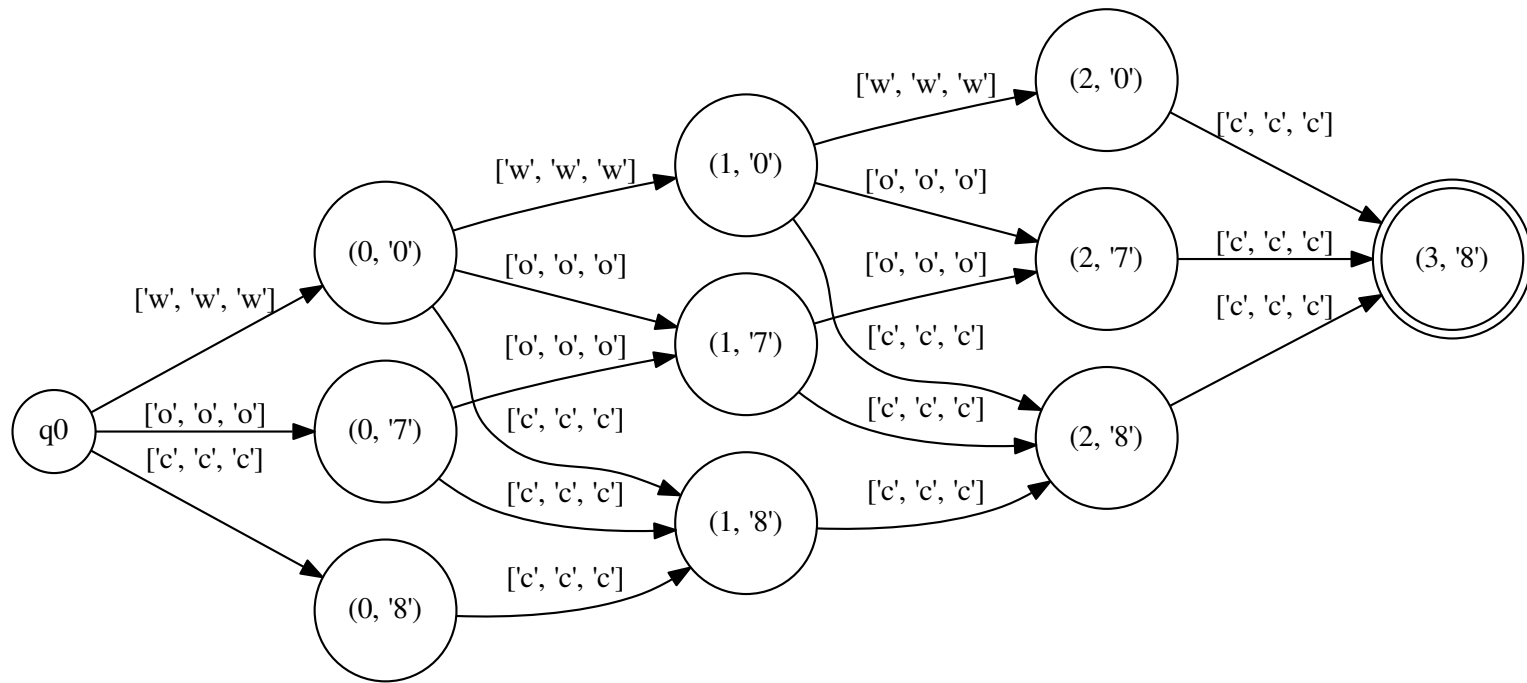 (2, '0')
['w', 'w', 'w']
['c', 'c', 'c']
(1, '0')
['w', 'w', 'w']
['o', 'o', 'o']
(0, '0')
['o', 'o', 'o']
['w', 'w', 'w']
(2, '7')
['c', 'c', 'c']
(3, '8')
['o', 'o', 'o']
['c', 'c', 'c']
['c', 'c', 'c']
(1, '7')
['o', 'o', 'o']
['c', 'c', 'c']
q0
['o', 'o', 'o']
(0, '7')
['c', 'c', 'c']
(2, '8')
['c', 'c', 'c']
['c', 'c', 'c']
['c', 'c', 'c']
(1, '8')
['c', 'c', 'c']
(0, '8')